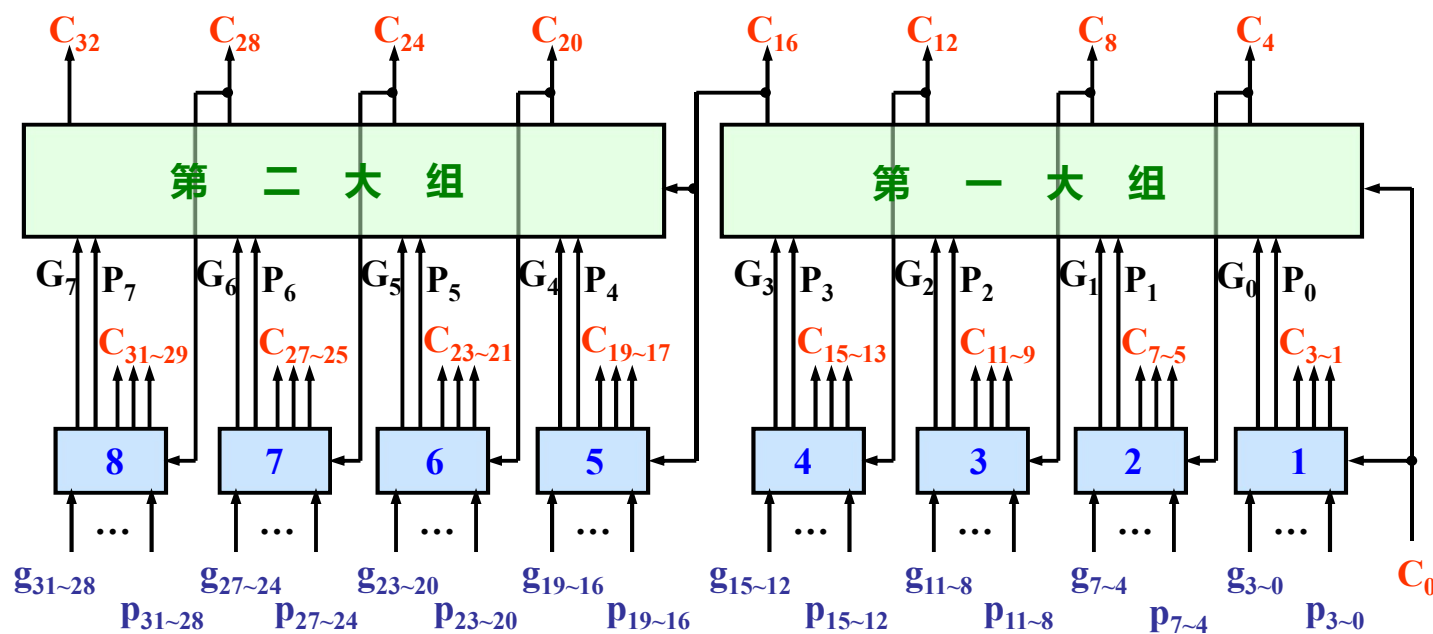 C₃₂ C₂₈ C₂₄ C₂₀ C₁₆ C₁₂ C₈ C₄
第二大组 第一大组
G₇ P₇ G₆ P₆ G₅ P₅ G₄ P₄ G₃ P₃ G₂ P₂ G₁ P₁ G₀ P₀
C₃₁~₂₉ C₂₇~₂₅ C₂₃~₂₁ C₁₉~₁₇ C₁₅~₁₃ C₁₁~₉ C₇~₅ C₃~₁
8 7 6 5 4 3 2 1
... ... ... ... ... ... ... ...
g₃₁~₂₈ g₂₇~₂₄ g₂₃~₂₀ g₁₉~₁₆ g₁₅~₁₂ g₁₁~₈ g₇~₄ g₃~₀ C₀
p₃₁~₂₈ p₂₇~₂₄ p₂₃~₂₀ p₁₉~₁₆ p₁₅~₁₂ p₁₁~₈ p₇~₄ p₃~₀